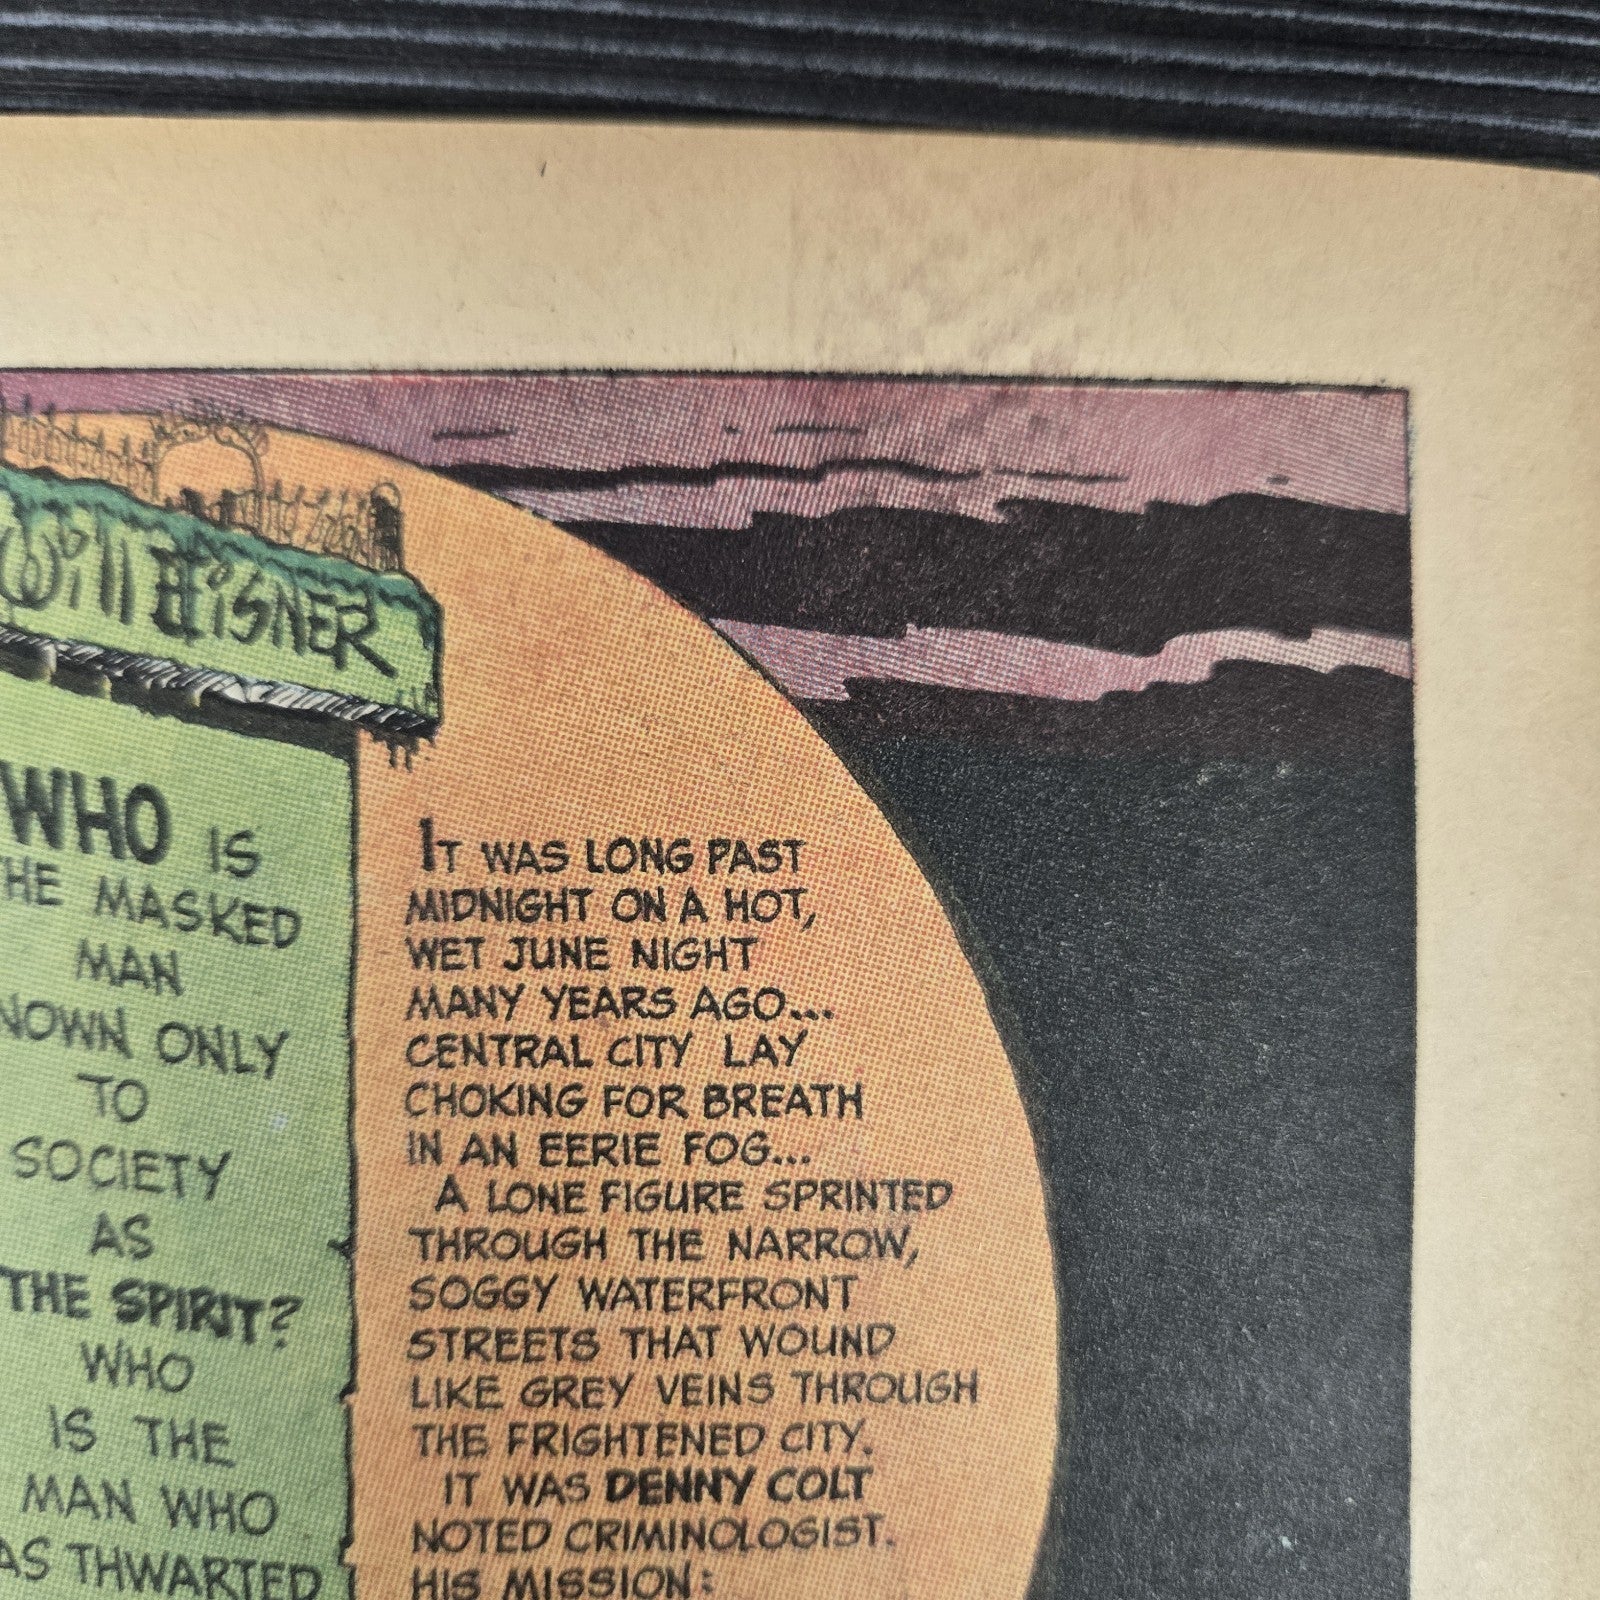 Will Eisner
WHO IS
THE MASKED
MAN
NOWN ONLY
TO
SOCIETY
AS
THE SPIRIT?
WHO
IS THE
MAN WHO
AS THWARTED
IT WAS LONG PAST
MIDNIGHT ON A HOT,
WET JUNE NIGHT
MANY YEARS AGO...
CENTRAL CITY LAY
CHOKING FOR BREATH
IN AN EERIE FOG...
A LONE FIGURE SPRINTED
THROUGH THE NARROW,
SOGGY WATERFRONT
STREETS THAT WOUND
LIKE GREY VEINS THROUGH
THE FRIGHTENED CITY.
IT WAS DENNY COLT
NOTED CRIMINOLOGIST.
HIS MISSION: